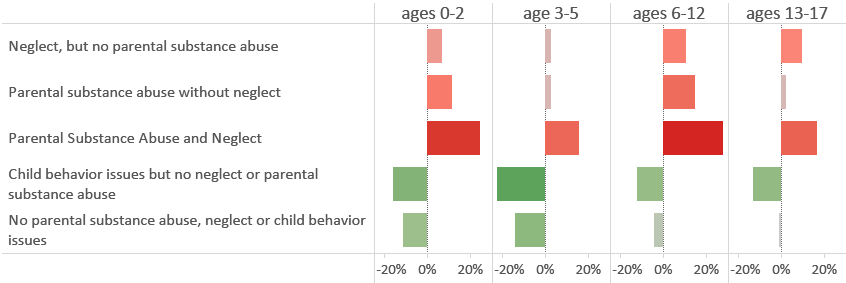 ages 0-2 ages 3-5 ages 6-12 ages 13-17
Neglect, but no parental substance abuse
Parental substance abuse without neglect
Parental Substance Abuse and Neglect
Child behavior issues but no neglect or parental
substance abuse
No parental substance abuse, neglect or child behavior
issues
-20% 0% 20% -20% 0% 20% -20% 0% 20% -20% 0% 20%